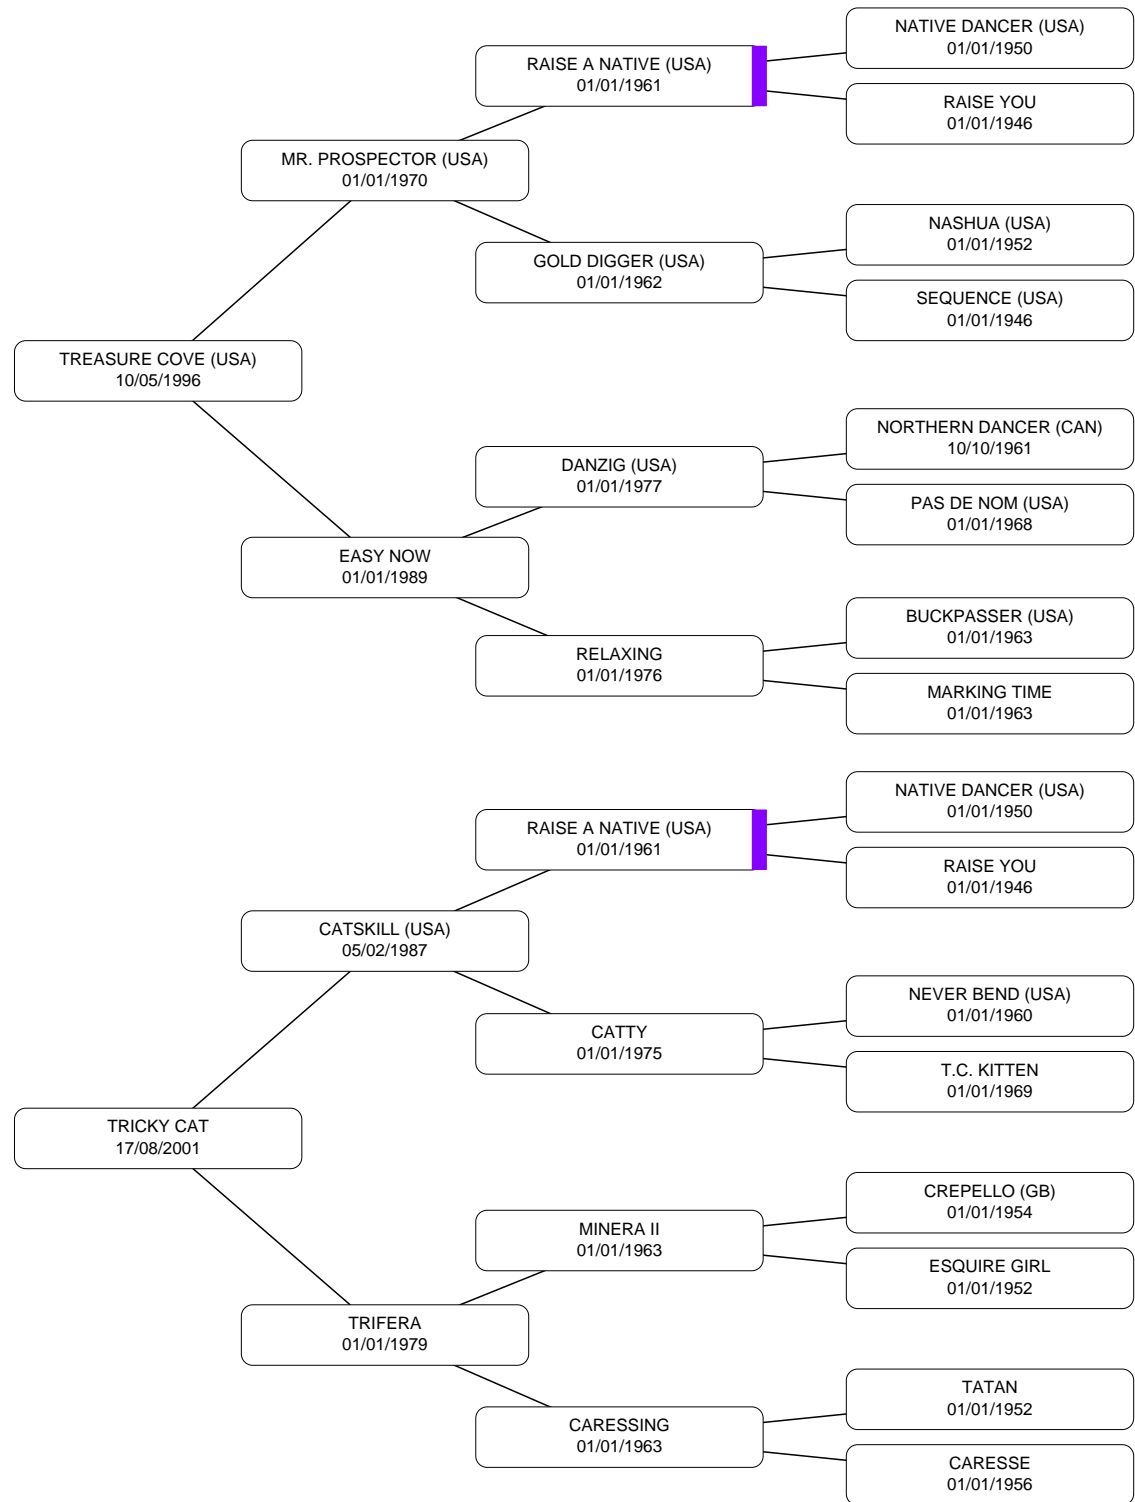 NATIVE DANCER (USA)
01/01/1950
RAISE A NATIVE (USA)
01/01/1961
RAISE YOU
01/01/1946
MR. PROSPECTOR (USA)
01/01/1970
NASHUA (USA)
01/01/1952
GOLD DIGGER (USA)
01/01/1962
SEQUENCE (USA)
01/01/1946
TREASURE COVE (USA)
10/05/1996
NORTHERN DANCER (CAN)
10/10/1961
DANZIG (USA)
01/01/1977
PAS DE NOM (USA)
01/01/1968
EASY NOW
01/01/1989
BUCKPASSER (USA)
01/01/1963
RELAXING
01/01/1976
MARKING TIME
01/01/1963
NATIVE DANCER (USA)
01/01/1950
RAISE A NATIVE (USA)
01/01/1961
RAISE YOU
01/01/1946
CATSKILL (USA)
05/02/1987
NEVER BEND (USA)
01/01/1960
CATTY
01/01/1975
T.C. KITTEN
01/01/1969
TRICKY CAT
17/08/2001
CREPELLO (GB)
01/01/1954
MINERA II
01/01/1963
ESQUIRE GIRL
01/01/1952
TRIFERA
01/01/1979
TATAN
01/01/1952
CARESSING
01/01/1963
CARESSE
01/01/1956